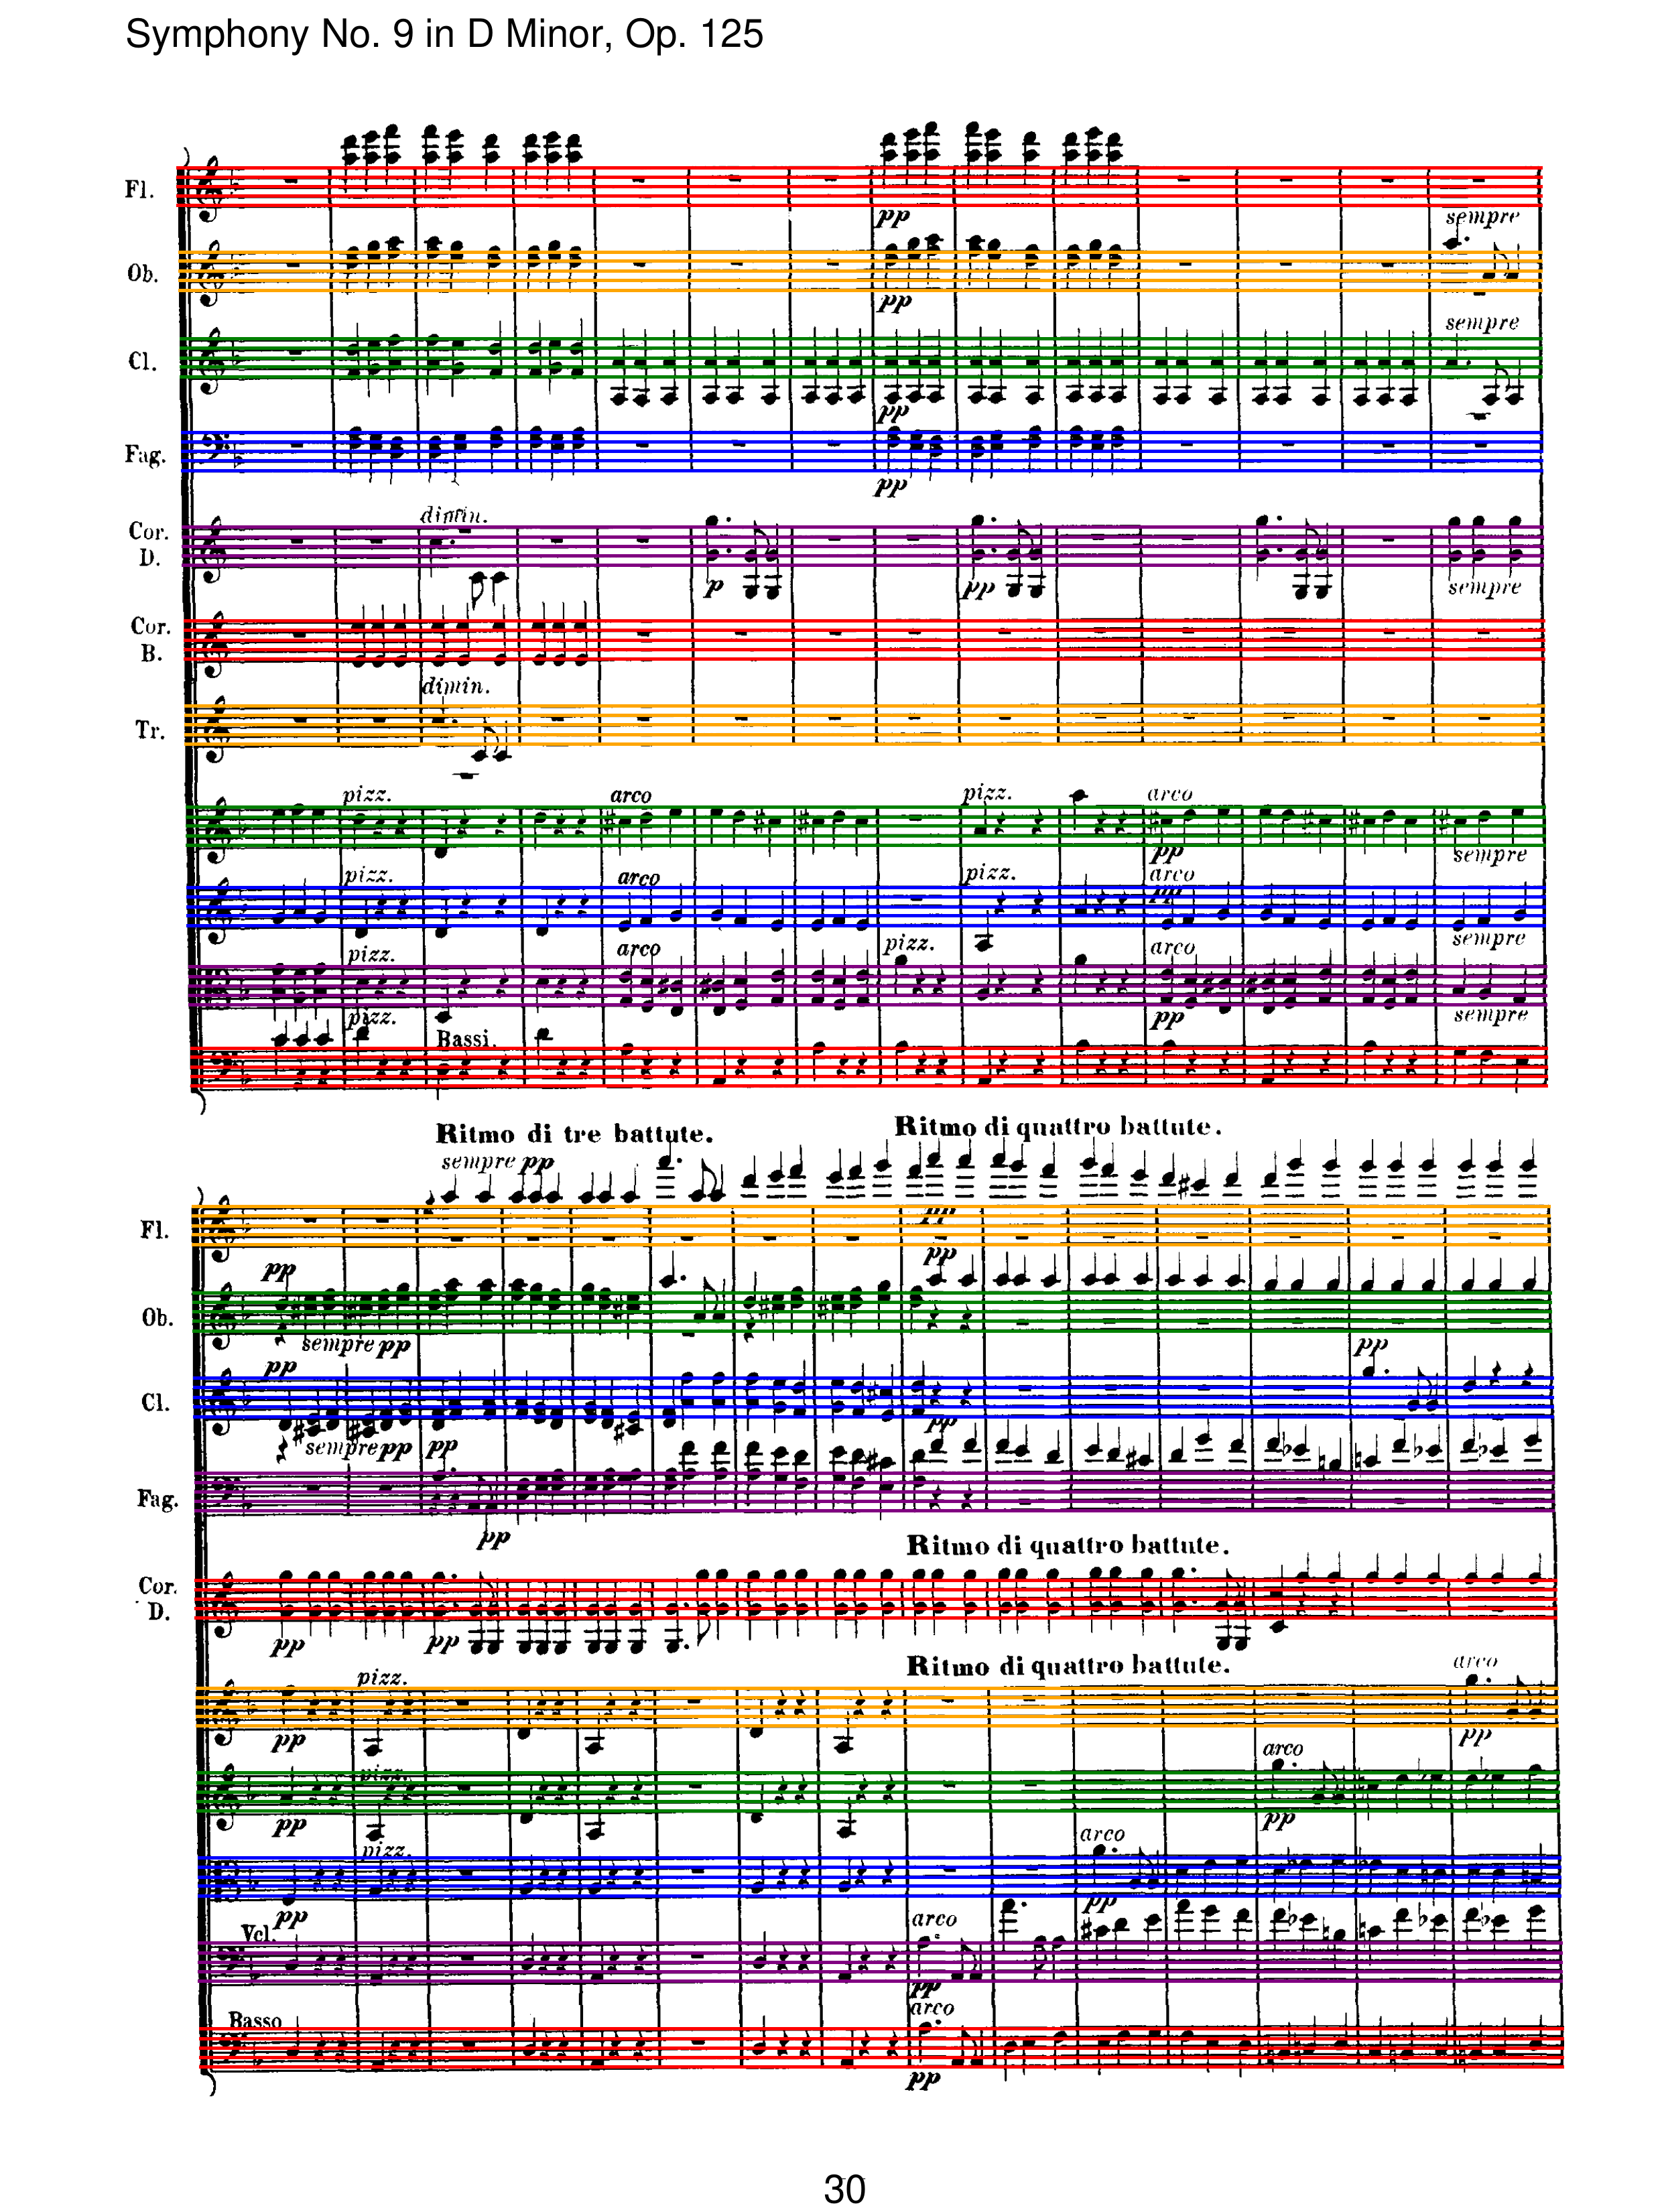 Symphony No. 9 in D Minor, Op. 125
Fl.
pp
sempre
Ob.
pp
sempre
Cl.
pp
Fag.
pp
dimin.
Cor.
D.
p
pp
sempre
Cor.
B.
dimin.
Tr.
pizz.
arco
pizz.
arco
pp
sempre
pizz.
arco
pizz.
arco
pp
sempre
pizz.
arco
pizz.
arco
pp
sempre
pizz.
Bassi.
Ritmo di tre battute.
Ritmo di quattro battute.
sempre pp
Fl.
pp
pp
pp
Ob.
sempre pp
pp
pp
Cl.
pp
sempre pp
pp
Fag.
pp
Ritmo di quattro battute.
Cor.
D.
pp
pp
Ritmo di quattro battute.
pizz.
arco
pp
pp
pizz.
arco
pp
pp
pizz.
arco
pp
pp
Vcl.
arco
pp
Basso
arco
pp
30